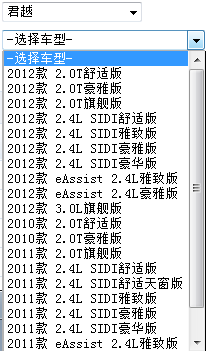 君越
-选择车型-
-选择车型-
2012款 2.0T舒适版
2012款 2.0T豪雅版
2012款 2.0T旗舰版
2012款 2.4L SIDI舒适版
2012款 2.4L SIDI雅致版
2012款 2.4L SIDI豪雅版
2012款 2.4L SIDI豪华版
2012款 eAssist 2.4L雅致版
2012款 eAssist 2.4L豪雅版
2012款 3.0L旗舰版
2010款 2.0T舒适版
2010款 2.0T豪雅版
2011款 2.0T旗舰版
2011款 2.4L SIDI舒适版
2011款 2.4L SIDI舒适天窗版
2011款 2.4L SIDI雅致版
2011款 2.4L SIDI豪雅版
2011款 2.4L SIDI豪华版
2011款 eAssist 2.4L雅致版